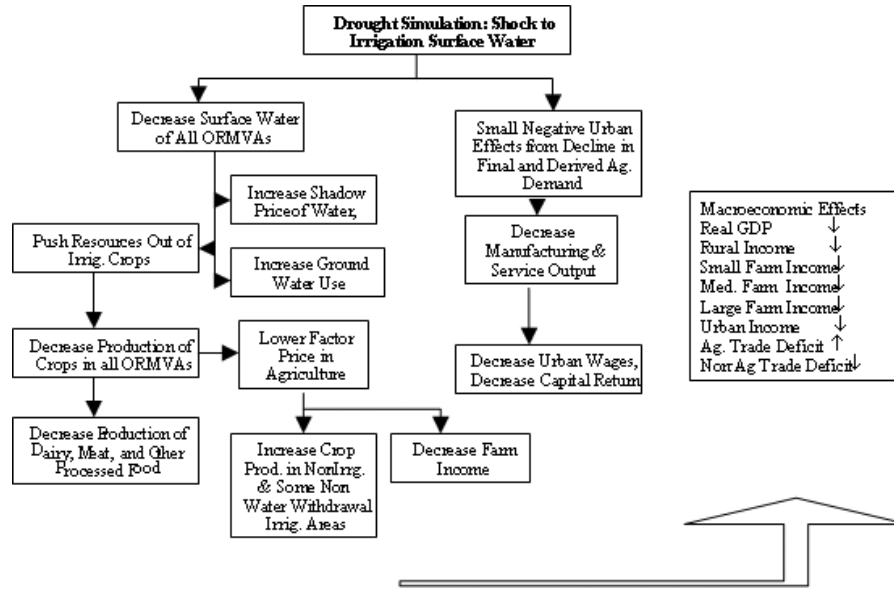 Drought Simulation: Shock to
Irrigation Surface Water
Decrease Surface Water
of All ORMVAs
Small Negative Urban
Effects from Decline in
Final and Derived Ag.
Demand
Increase Shadow
Price of Water,
Push Resources Out of
Irrig. Crops
Increase Ground
Water Use
Decrease
Manufacturing &
Service Output
Decrease Production of
Crops in all ORMVAs
Lower Factor
Price in
Agriculture
Decrease Urban Wages,
Decrease Capital Return
Decrease Production of
Dairy, Meat, and Other
Processed Food
Increase Crop
Prod. in NonIrrig.
& Some Non
Water Withdrawal
Irrig. Areas
Decrease Farm
Income
Macroeconomic Effects
Real GDP ↓
Rural Income ↓
Small Farm Income ↓
Med. Farm Income ↓
Large Farm Income ↓
Urban Income ↓
Ag. Trade Deficit ↑
Non Ag Trade Deficit ↓